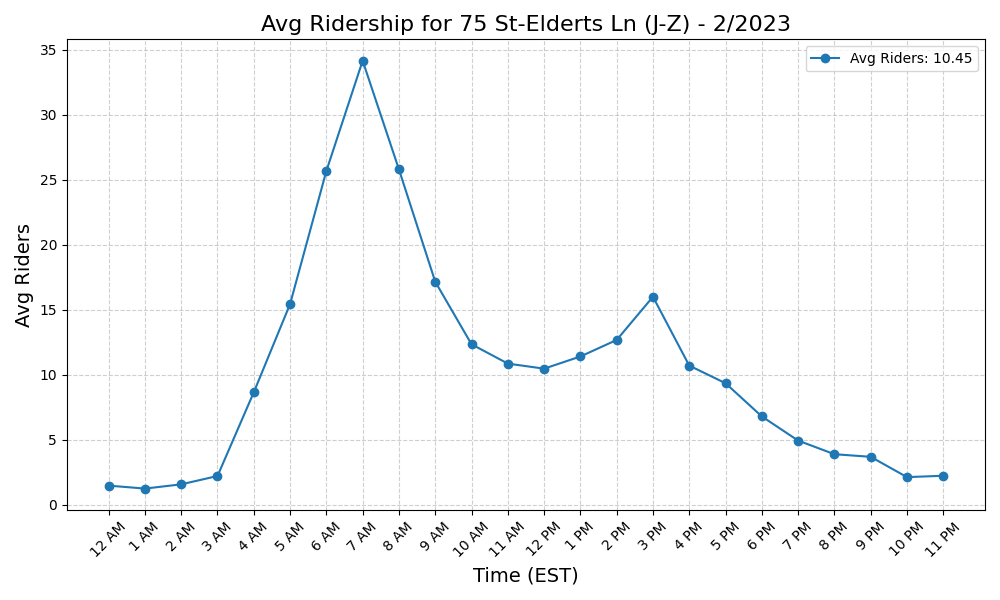 Avg Ridership for 75 St-Elderts Ln (J-Z) - 2/2023
Avg Riders: 10.45
Avg Riders
35
30
25
20
15
10
5
0
12 AM
1 AM
2 AM
3 AM
4 AM
5 AM
6 AM
7 AM
8 AM
9 AM
10 AM
11 AM
12 PM
1 PM
2 PM
3 PM
4 PM
5 PM
6 PM
7 PM
8 PM
9 PM
10 PM
11 PM
Time (EST)